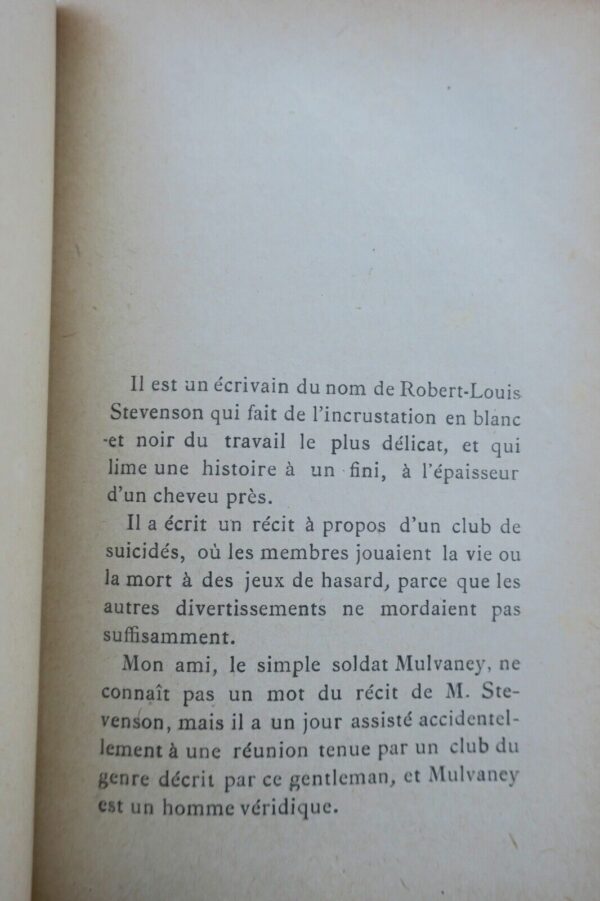 Il est un écrivain du nom de Robert-Louis
Stevenson qui fait de l'incrustation en blanc
et noir du travail le plus délicat, et qui
lime une histoire à un fini, à l'épaisseur
d'un cheveu près.
Il a écrit un récit à propos d'un club de
suicidés, où les membres jouaient la vie ou
la mort à des jeux de hasard, parce que les
autres divertissements ne mordaient pas
suffisamment.
Mon ami, le simple soldat Mulvaney, ne
connaît pas un mot du récit de M. Ste-
venson, mais il a un jour assisté accidentel-
lement à une réunion tenue par un club du
genre décrit par ce gentleman, et Mulvaney
est un homme véridique.